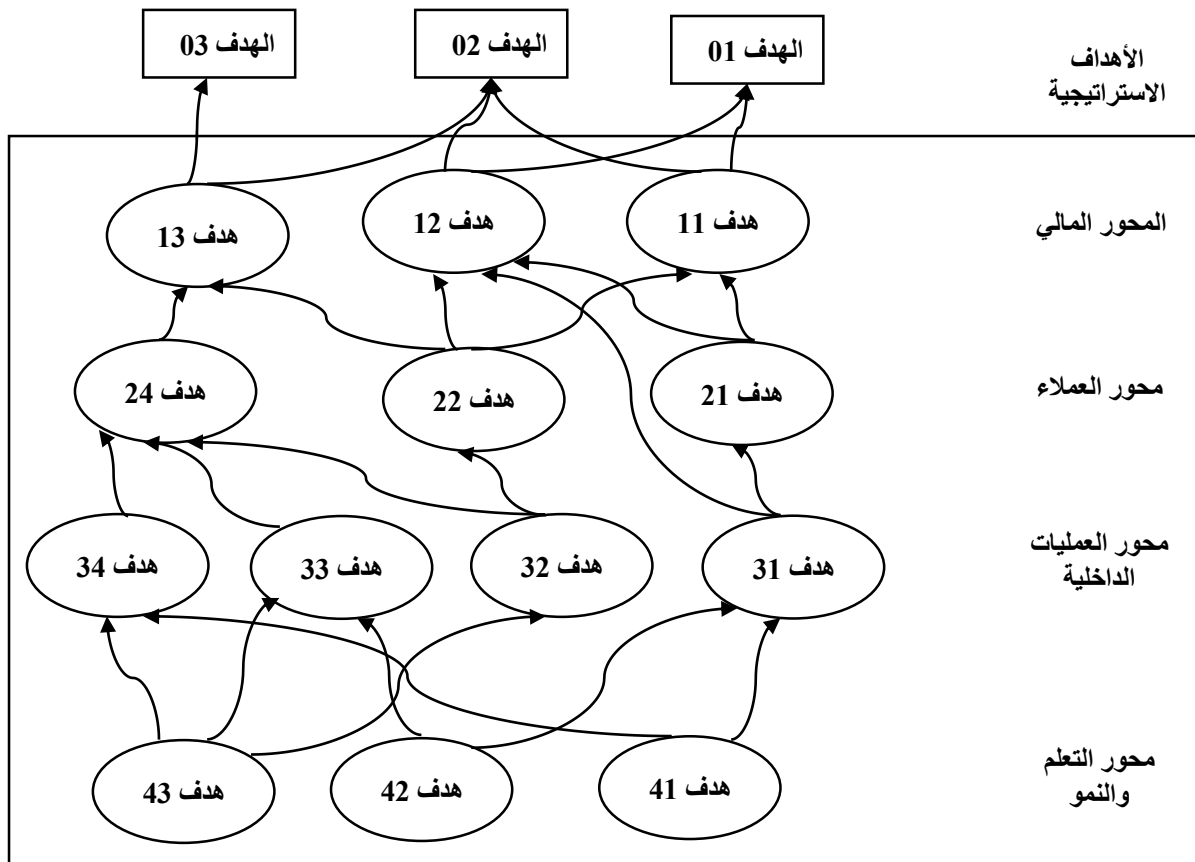 الأهداف
الاستراتيجية
الهدف 01
الهدف 02
الهدف 03
المحور المالي
هدف 11
هدف 12
هدف 13
محور العملاء
هدف 21
هدف 22
هدف 24
محور العمليات
الداخلية
هدف 31
هدف 32
هدف 33
هدف 34
محور التعلم
والنمو
هدف 41
هدف 42
هدف 43